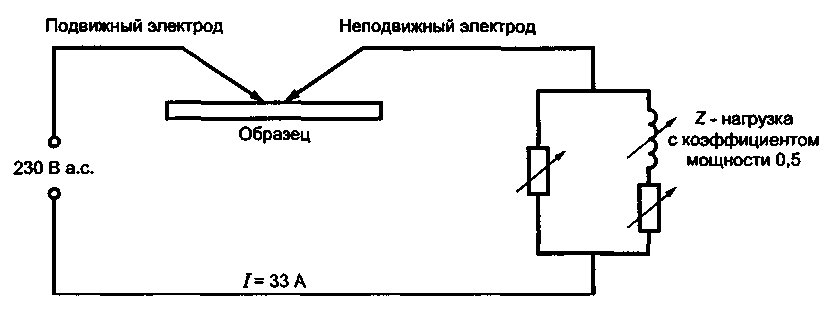 Подвижный электрод
Неподвижный электрод
Образец
230 В а.с.
Z - нагрузка
с коэффициентом
мощности 0,5
I = 33 А